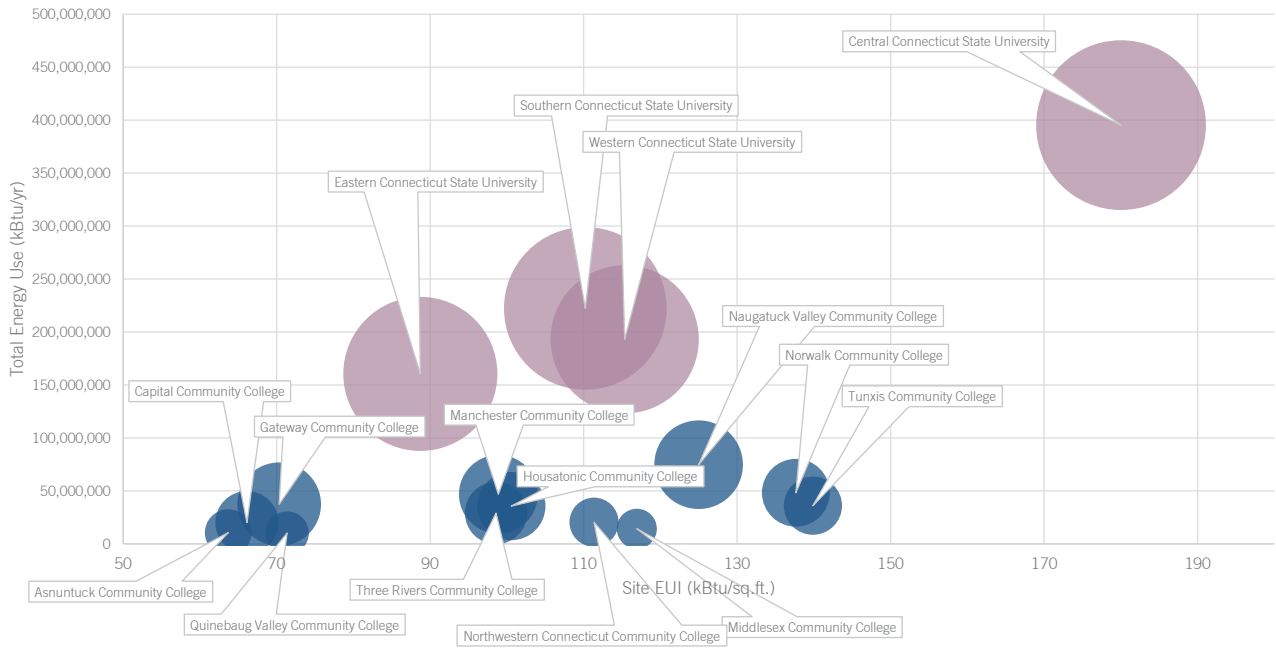 500,000,000
Central Connecticut State University
450,000,000
Southern Connecticut State University
400,000,000
Western Connecticut State University
350,000,000
Eastern Connecticut State University
300,000,000
Total Energy Use (kBtu/yr)
250,000,000
200,000,000
Naugatuck Valley Community College
150,000,000
Norwalk Community College
Capital Community College
Tunxis Community College
Manchester Community College
Gateway Community College
100,000,000
Housatonic Community College
50,000,000
0
50
70
90
110
130
150
170
190
Site EUI (kBtu/sq.ft.)
Asnuntuck Community College
Three Rivers Community College
Quinebaug Valley Community College
Middlesex Community College
Northwestern Connecticut Community College